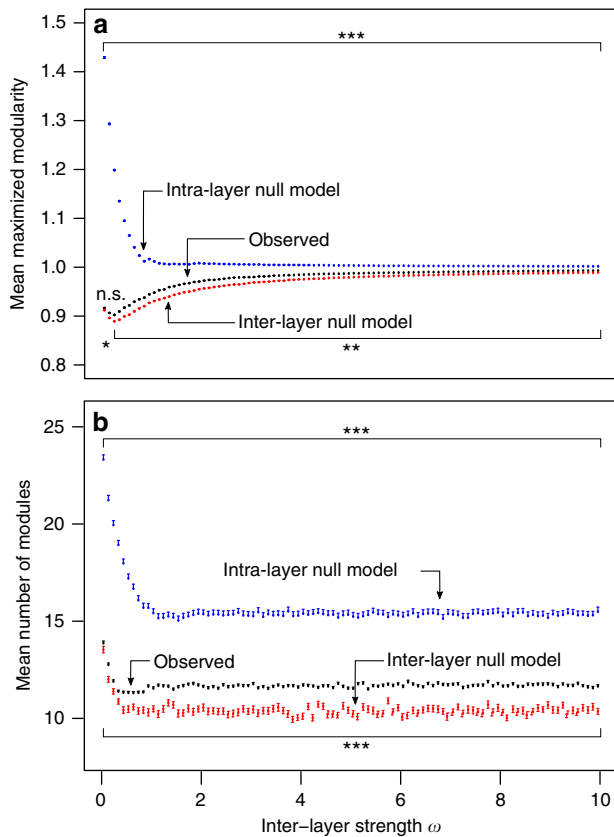 a
***
1.5
1.4
1.3
1.2
1.1
1.0
0.9
0.8
Mean maximized modularity
Intra-layer null model
Observed
n.s.
Inter-layer null model
*
**
b
***
25
20
15
10
Mean number of modules
Intra-layer null model
Observed
Inter-layer null model
***
0 2 4 6 8 10
Inter-layer strength ω